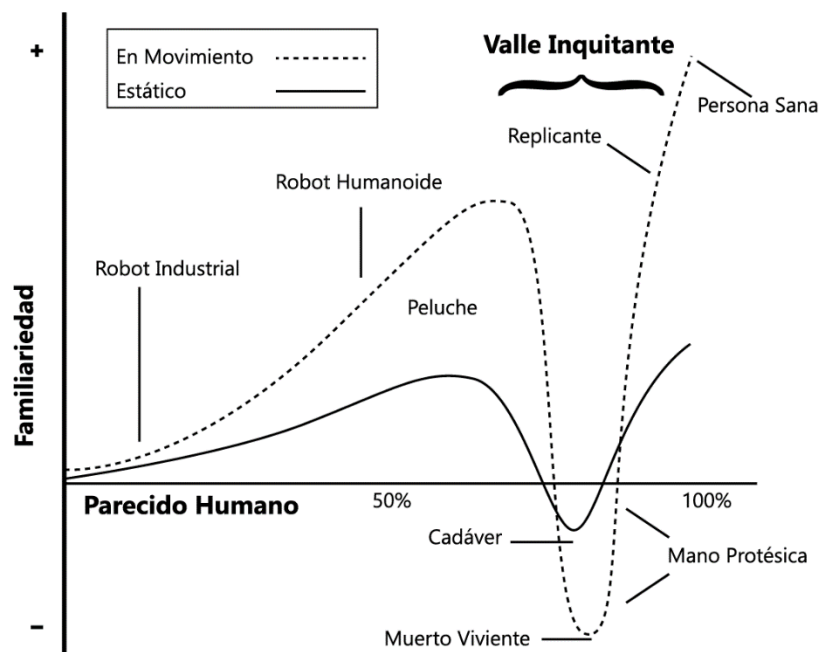 +
En Movimiento
Estático
Valle Inquitante
Persona Sana
Replicante
Robot Humanoide
Robot Industrial
Peluche
Familiariedad
Parecido Humano
50%
100%
Cadáver
Mano Protésica
–
Muerto Viviente